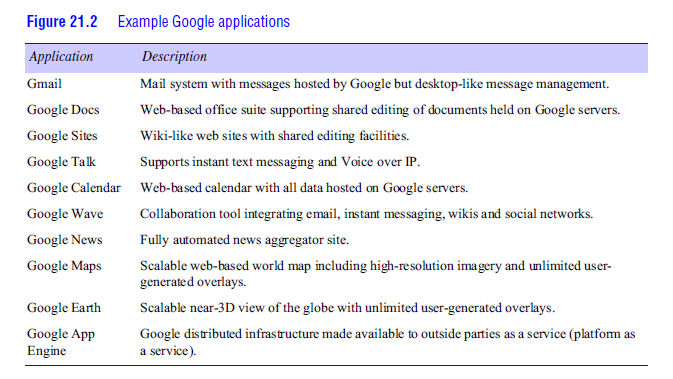 Figure 21.2 Example Google applications
Application Description
Gmail Mail system with messages hosted by Google but desktop-like message management.
Google Docs Web-based office suite supporting shared editing of documents held on Google servers.
Google Sites Wiki-like web sites with shared editing facilities.
Google Talk Supports instant text messaging and Voice over IP.
Google Calendar Web-based calendar with all data hosted on Google servers.
Google Wave Collaboration tool integrating email, instant messaging, wikis and social networks.
Google News Fully automated news aggregator site.
Google Maps Scalable web-based world map including high-resolution imagery and unlimited user-
generated overlays.
Google Earth Scalable near-3D view of the globe with unlimited user-generated overlays.
Google App Google distributed infrastructure made available to outside parties as a service (platform as
Engine a service).